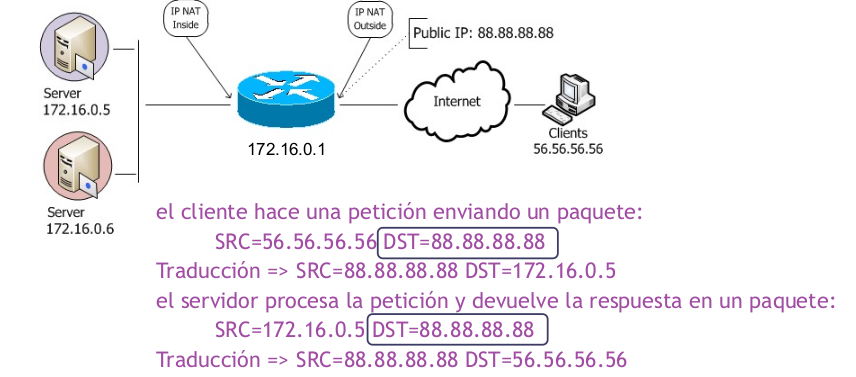 IP NAT
Inside
IP NAT
Outside
Public IP: 88.88.88.88
Server
172.16.0.5
Internet
172.16.0.1
Clients
56.56.56.56
Server
172.16.0.6
el cliente hace una petición enviando un paquete:
SRC=56.56.56.56 DST=88.88.88.88
Traducción => SRC=88.88.88.88 DST=172.16.0.5
el servidor procesa la petición y devuelve la respuesta en un paquete:
SRC=172.16.0.5 DST=88.88.88.88
Traducción => SRC=88.88.88.88 DST=56.56.56.56